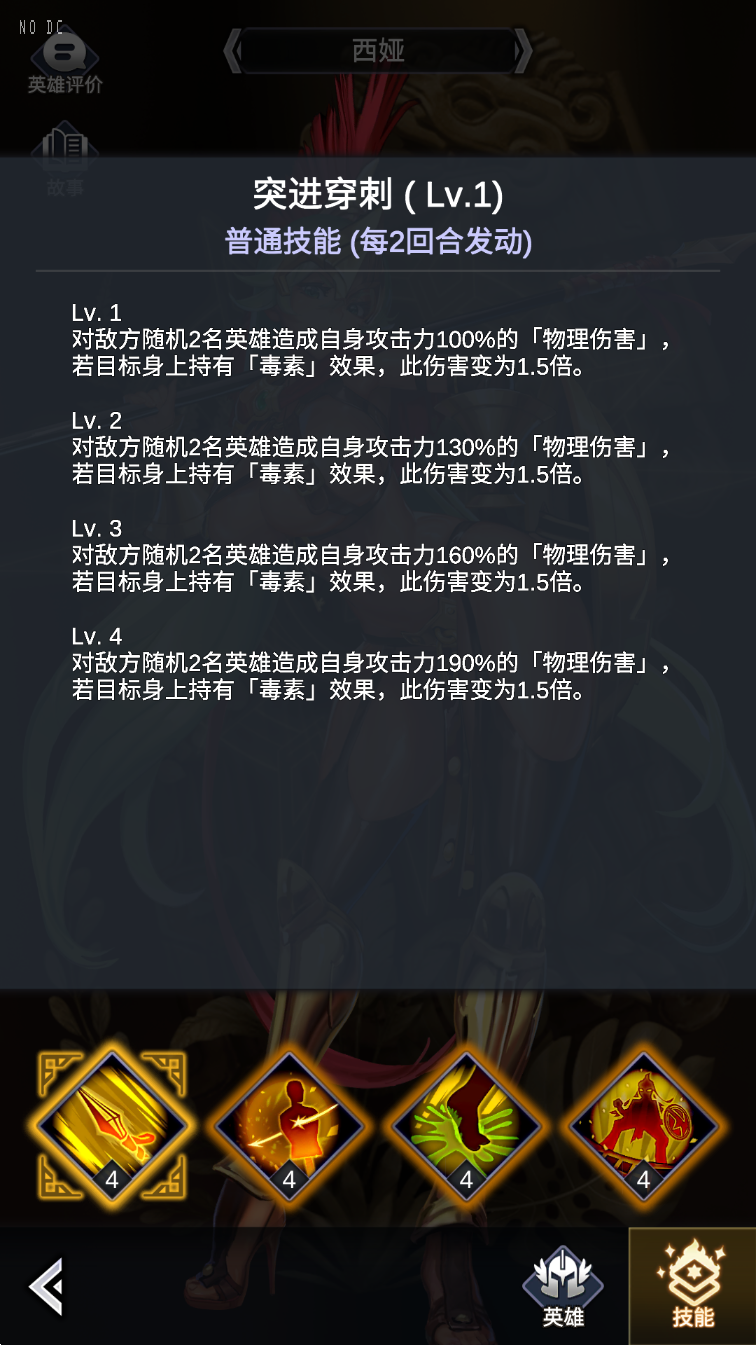 NO DC
西娅
英雄评价
故事
突进穿刺 ( Lv.1)
普通技能 (每2回合发动)
Lv. 1
对敌方随机2名英雄造成自身攻击力100%的「物理伤害」，
若目标身上持有「毒素」效果，此伤害变为1.5倍。
Lv. 2
对敌方随机2名英雄造成自身攻击力130%的「物理伤害」，
若目标身上持有「毒素」效果，此伤害变为1.5倍。
Lv. 3
对敌方随机2名英雄造成自身攻击力160%的「物理伤害」，
若目标身上持有「毒素」效果，此伤害变为1.5倍。
Lv. 4
对敌方随机2名英雄造成自身攻击力190%的「物理伤害」，
若目标身上持有「毒素」效果，此伤害变为1.5倍。
4 4 4 4
英雄 技能